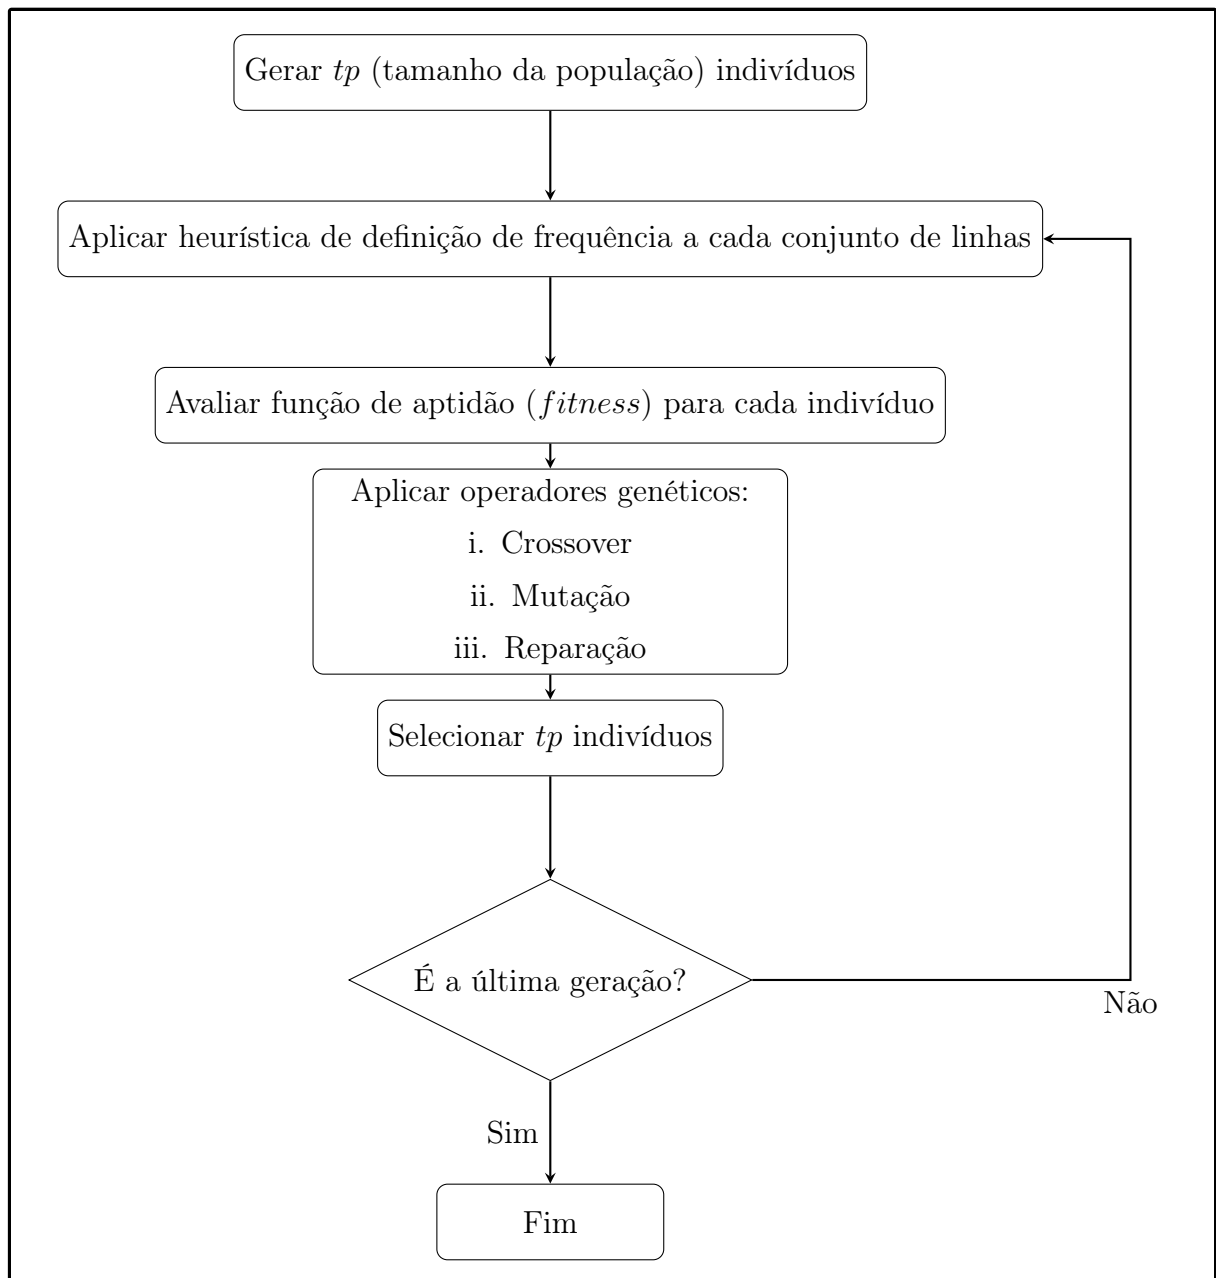 Gerar tp (tamanho da população) indivíduos
Aplicar heurística de definição de frequência a cada conjunto de linhas
Avaliar função de aptidão (fitness) para cada indivíduo
Aplicar operadores genéticos:
i. Crossover
ii. Mutação
iii. Reparação
Selecionar tp indivíduos
É a última geração?
Não
Sim
Fim